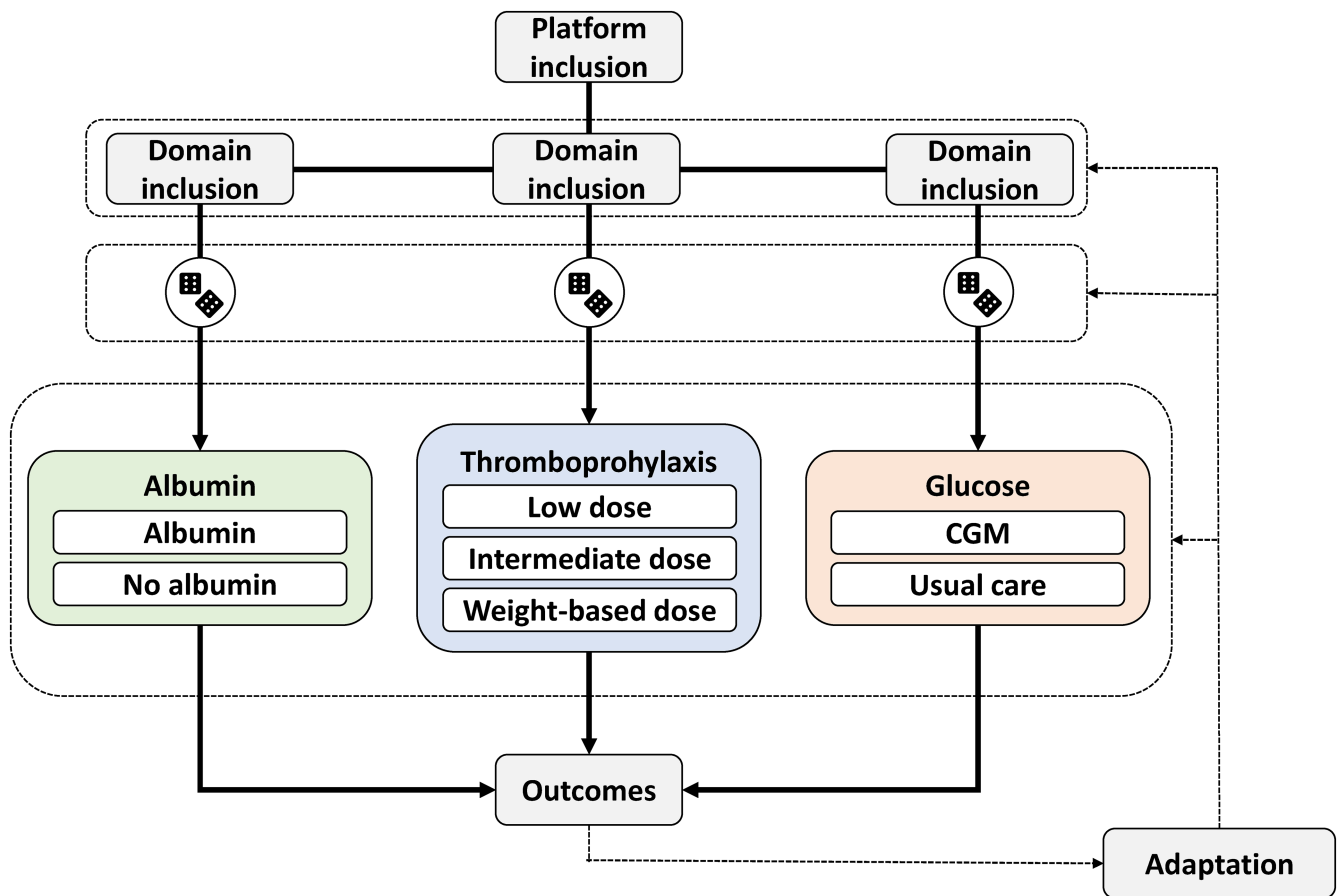 Platform
inclusion
Domain
inclusion
Domain
inclusion
Domain
inclusion
Albumin
Albumin
No albumin
Thromboprohylaxis
Low dose
Intermediate dose
Weight-based dose
Glucose
CGM
Usual care
Outcomes
Adaptation